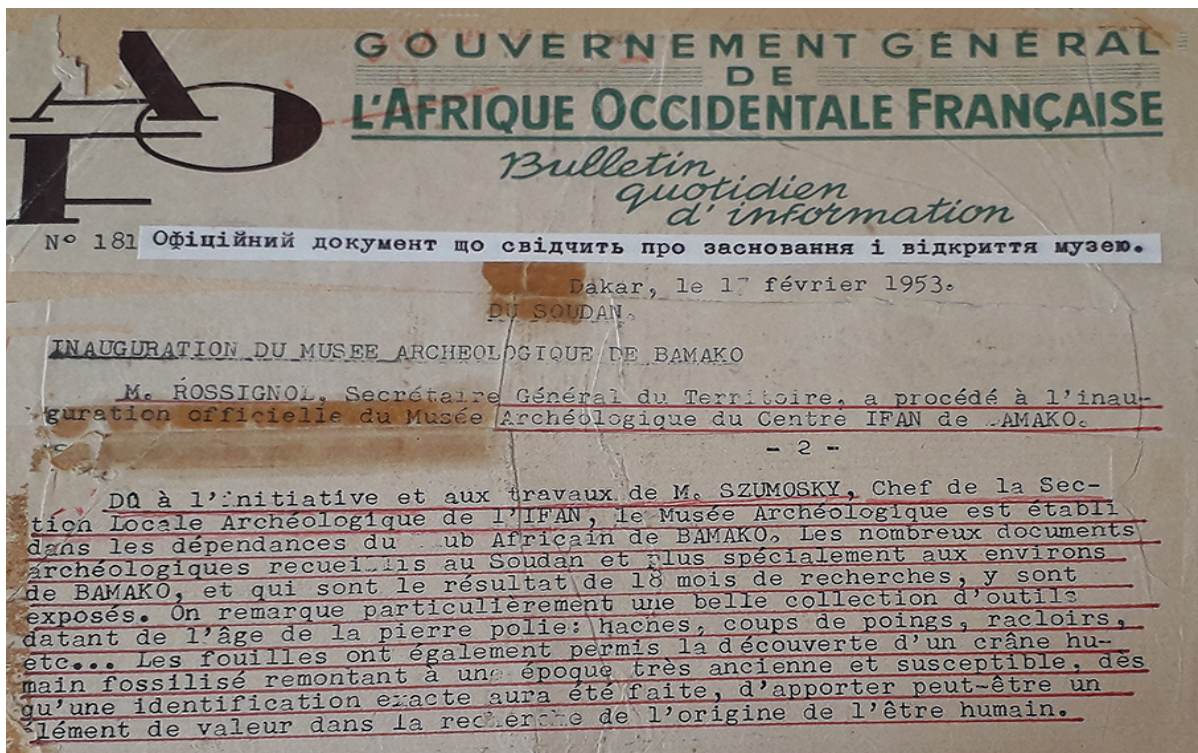 GOUVERNEMENT GENERAL
DE
L'AFRIQUE OCCIDENTALE FRANÇAISE
Bulletin
quotidien
d'information
N° 181 Офіційний документ що свідчить про заснования і відкриття музею.
Dakar, le 17 février 1953.
DU SOUDAN.
INAUGURATION DU MUSEE ARCHEOLOGIQUE DE BAMAKO
M. ROSSIGNOL, Secrétaire Général du Territoire, a procédé à l'inau-
guration officielle du Musée Archéologique du Centre IFAN de AMAKO.
- 2 -
DQ à l'initiative et aux travaux de M. SZUMOSKY, Chef de la Sec-
tion Locale Archéologique de l'IFAN, le Musée Archéologique est établi
dans les dépendances du ub Africain de BAMAKO. Les nombreux documents
archéologiques recueillis au Soudan et plus spécialement aux environs
de BAMAKO, et qui sont le résultat de 18 mois de recherches, y sont
exposés. On remarque particulièrement une belle collection d'outils
datant de l'âge de la pierre polie: haches, coups de poings, racloirs,
etc... Les fouilles ont également permis la découverte d'un crâne hu-
main fossilisé remontant à une époque très ancienne et susceptible, dès
qu'une identification exacte aura été faite, d'apporter peut-être un
élément de valeur dans la recherche de l'origine de l'être humain.